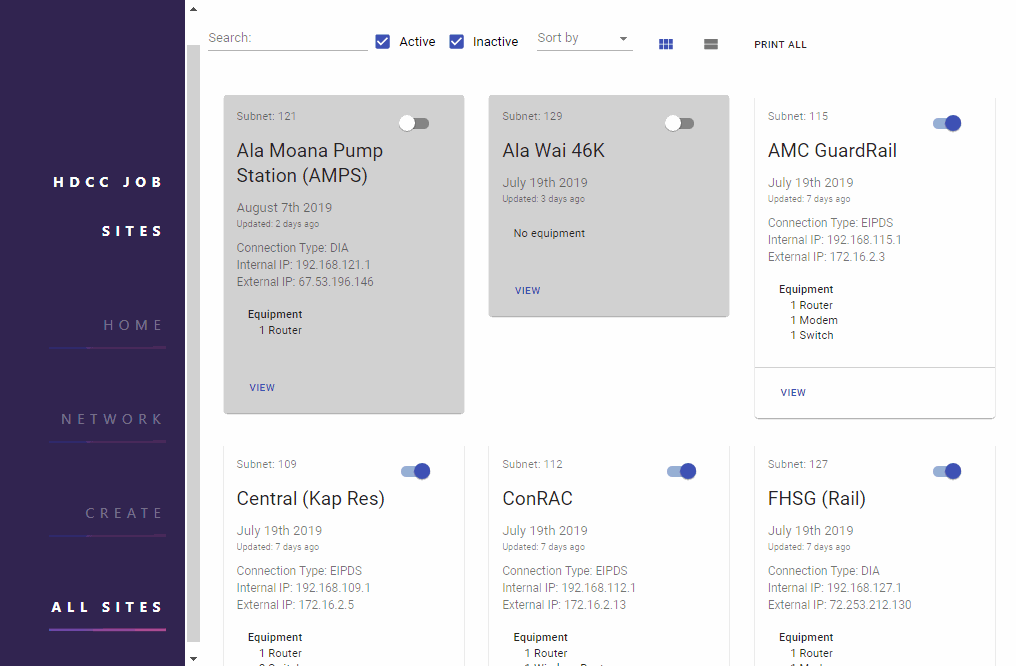 HDCC JOB
SITES
HOME
NETWORK
CREATE
ALL SITES
Search:
Active
Inactive
Sort by
PRINT ALL
Subnet: 121
Ala Moana Pump
Station (AMPS)
August 7th 2019
Updated: 2 days ago
Connection Type: DIA
Internal IP: 192.168.121.1
External IP: 67.53.196.146
Equipment
1 Router
VIEW
Subnet: 129
Ala Wai 46K
July 19th 2019
Updated: 3 days ago
No equipment
VIEW
Subnet: 115
AMC GuardRail
July 19th 2019
Updated: 7 days ago
Connection Type: EIPDS
Internal IP: 192.168.115.1
External IP: 172.16.2.3
Equipment
1 Router
1 Modem
1 Switch
VIEW
Subnet: 109
Central (Kap Res)
July 19th 2019
Updated: 7 days ago
Connection Type: EIPDS
Internal IP: 192.168.109.1
External IP: 172.16.2.5
Equipment
1 Router
Subnet: 112
ConRAC
July 19th 2019
Updated: 7 days ago
Connection Type: EIPDS
Internal IP: 192.168.112.1
External IP: 172.16.2.13
Equipment
1 Router
Subnet: 127
FHSG (Rail)
July 19th 2019
Updated: 7 days ago
Connection Type: DIA
Internal IP: 192.168.127.1
External IP: 72.253.212.130
Equipment
1 Router